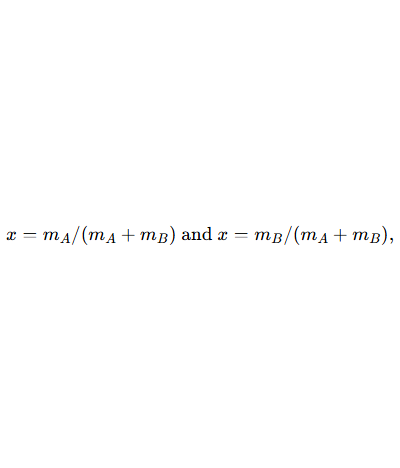 x = m_A/(m_A + m_B) and x = m_B/(m_A + m_B),